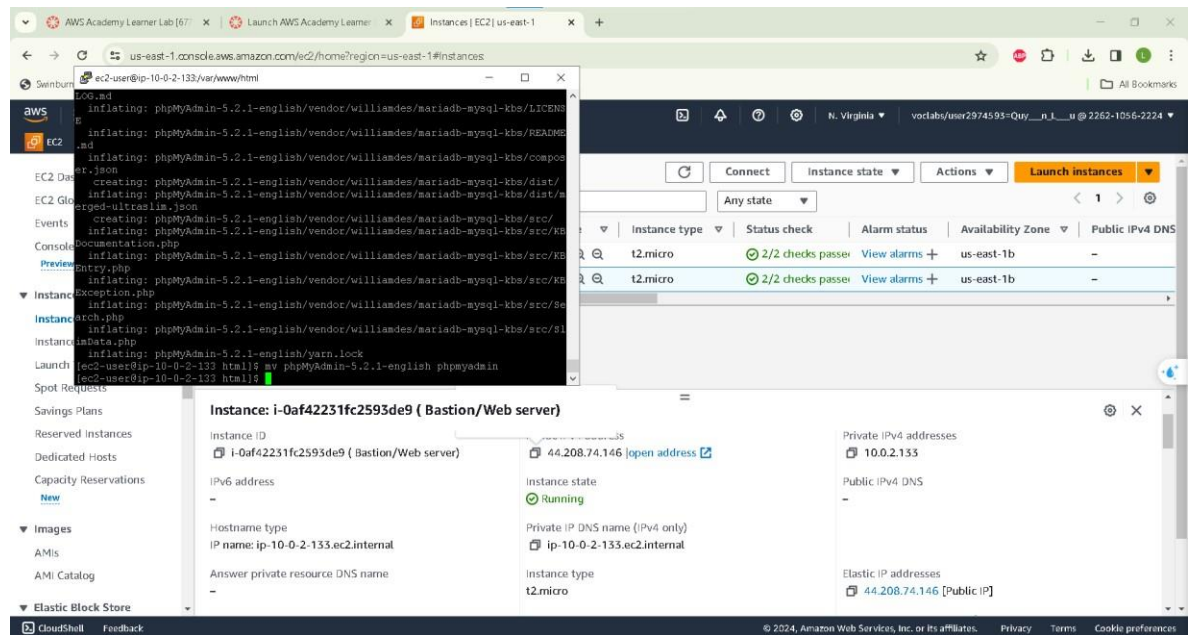 AWS Academy Learner Lab [67
Launch AWS Academy Learner
Instances | EC2 | us-east-1
us-east-1.console.aws.amazon.com/ec2/home?region=us-east-1#Instances:
ABP
L
Swinburn
All Bookmarks
ec2-user@ip-10-0-2-133:/var/www/html
LOG.md
inflating: phpMyAdmin-5.2.1-english/vendor/williamdes/mariadb-mysql-kbs/LICENS
E
inflating: phpMyAdmin-5.2.1-english/vendor/williamdes/mariadb-mysql-kbs/README
.md
inflating: phpMyAdmin-5.2.1-english/vendor/williamdes/mariadb-mysql-kbs/compos
er.json
creating: phpMyAdmin-5.2.1-english/vendor/williamdes/mariadb-mysql-kbs/dist/
inflating: phpMyAdmin-5.2.1-english/vendor/williamdes/mariadb-mysql-kbs/dist/m
erged-ultraslim.json
creating: phpMyAdmin-5.2.1-english/vendor/williamdes/mariadb-mysql-kbs/src/
inflating: phpMyAdmin-5.2.1-english/vendor/williamdes/mariadb-mysql-kbs/src/KB
Documentation.php
inflating: phpMyAdmin-5.2.1-english/vendor/williamdes/mariadb-mysql-kbs/src/KB
Entry.php
inflating: phpMyAdmin-5.2.1-english/vendor/williamdes/mariadb-mysql-kbs/src/KB
Exception.php
inflating: phpMyAdmin-5.2.1-english/vendor/williamdes/mariadb-mysql-kbs/src/Se
arch.php
inflating: phpMyAdmin-5.2.1-english/vendor/williamdes/mariadb-mysql-kbs/src/Sl
imData.php
inflating: phpMyAdmin-5.2.1-english/yarn.lock
[ec2-user@ip-10-0-2-133 html]$ mv phpMyAdmin-5.2.1-english phpmyadmin
[ec2-user@ip-10-0-2-133 html]$
aws
N. Virginia
voclabs/user2974593=Quy__n_L__u @ 2262-1056-2224
EC2
EC2 Das
EC2 Glo
Events
Console
Preview
Instanc
Instanc
Instance
Launch
Spot Requests
Savings Plans
Reserved Instances
Dedicated Hosts
Capacity Reservations
New
Images
AMIs
AMI Catalog
Elastic Block Store
Connect
Instance state
Actions
Launch instances
Any state
1
Instance type
Status check
Alarm status
Availability Zone
Public IPv4 DNS
t2.micro
2/2 checks passe
View alarms +
us-east-1b
–
t2.micro
2/2 checks passe
View alarms +
us-east-1b
–
Instance: i-0af42231fc2593de9 ( Bastion/Web server)
Instance ID
i-0af42231fc2593de9 ( Bastion/Web server)
44.208.74.146 |open address
Private IPv4 addresses
10.0.2.133
IPv6 address
–
Instance state
Running
Public IPv4 DNS
–
Hostname type
IP name: ip-10-0-2-133.ec2.internal
Private IP DNS name (IPv4 only)
ip-10-0-2-133.ec2.internal
Answer private resource DNS name
–
Instance type
t2.micro
Elastic IP addresses
44.208.74.146 [Public IP]
CloudShell
Feedback
© 2024, Amazon Web Services, Inc. or its affiliates.
Privacy
Terms
Cookie preferences